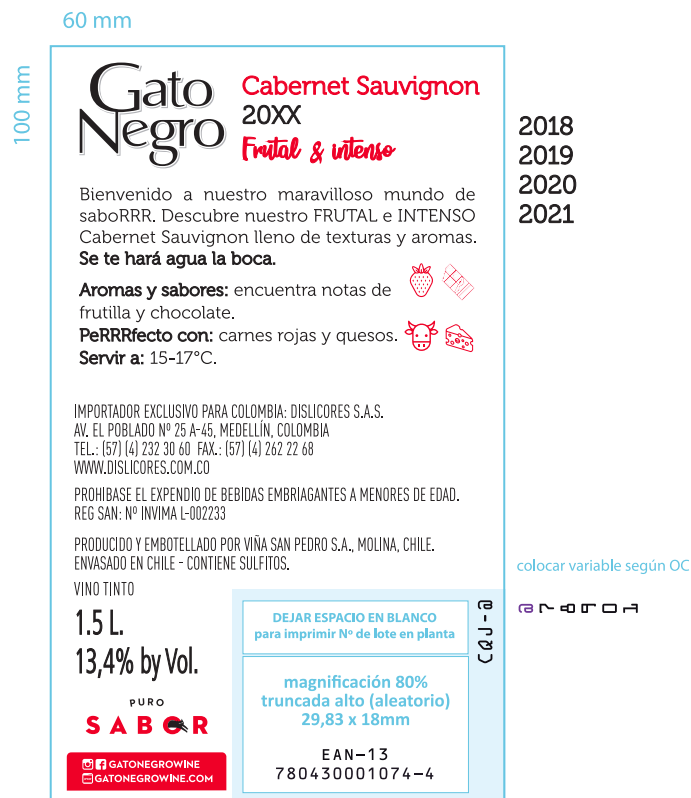 60 mm
100 mm
Gato
Negro
Cabernet Sauvignon
20XX
Frutal & intenso
2018
2019
2020
2021
Bienvenido a nuestro maravilloso mundo de
saboRRR. Descubre nuestro FRUTAL e INTENSO
Cabernet Sauvignon lleno de texturas y aromas.
Se te hará agua la boca.
Aromas y sabores: encuentra notas de
frutilla y chocolate.
PeRRRfecto con: carnes rojas y quesos.
Servir a: 15-17°C.
IMPORTADOR EXCLUSIVO PARA COLOMBIA: DISLICORES S.A.S.
AV. EL POBLADO Nº 25 A-45, MEDELLÍN, COLOMBIA
TEL.: (57) (4) 232 30 60 FAX.: (57) (4) 262 22 68
WWW.DISLICORES.COM.CO
PROHIBASE EL EXPENDIO DE BEBIDAS EMBRIAGANTES A MENORES DE EDAD.
REG SAN: Nº INVIMA L-002233
PRODUCIDO Y EMBOTELLADO POR VIÑA SAN PEDRO S.A., MOLINA, CHILE.
ENVASADO EN CHILE - CONTIENE SULFITOS.
VINO TINTO
1.5 L.
13,4% by Vol.
PURO
SABOR
GATONEGROWINE
GATONEGROWINE.COM
DEJAR ESPACIO EN BLANCO
para imprimir Nº de lote en planta
magnificación 80%
truncada alto (aleatorio)
29,83 x 18mm
EAN-13
780430001074-4
colocar variable según OC